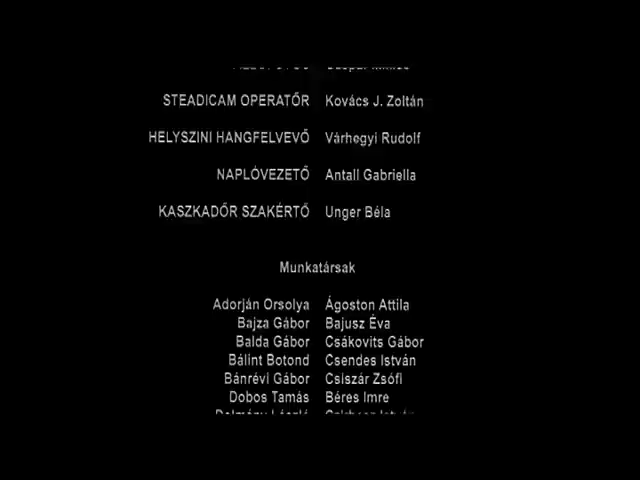 STEADICAM OPERATŐR Kovács J. Zoltán
HELYSZINI HANGFELVEVŐ Várhegyi Rudolf
NAPLÓVEZETŐ Antall Gabriella
KASZKADŐR SZAKÉRTŐ Unger Béla
Munkatársak
Adorján Orsolya Ágoston Attila
Bajza Gábor Bajusz Éva
Balda Gábor Csákovits Gábor
Bálint Botond Csendes István
Bánrévi Gábor Csiszár Zsófi
Dobos Tamás Béres Imre